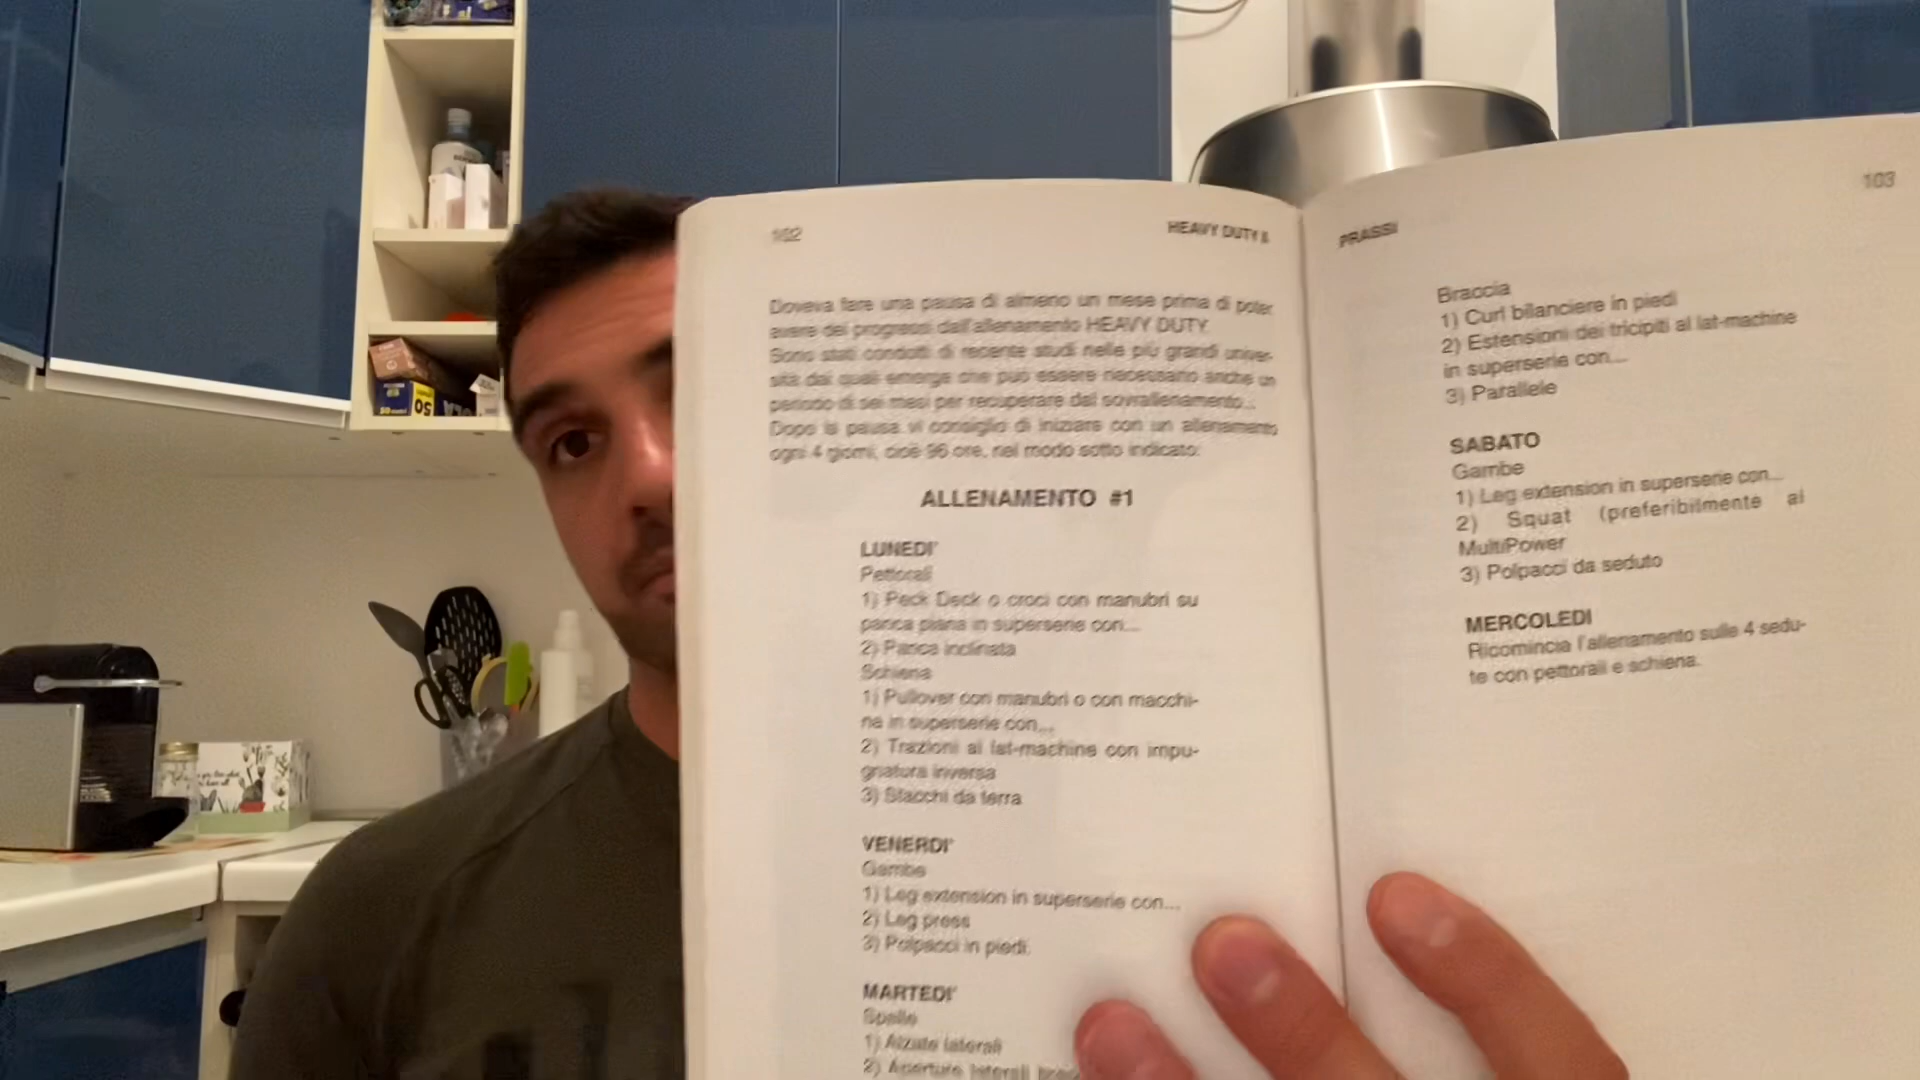 102
HEAVY DUTY II
Doveva fare una pausa di almeno un mese prima di poter
avere dei progressi dall'allenamento HEAVY DUTY.
Sono stati condotti di recente studi nelle più grandi univer-
sità dai quali emerge che può essere necessario anche un
periodo di sei mesi per recuperare dal sovrallenamento...
Dopo la pausa vi consiglio di iniziare con un allenamento
ogni 4 giorni, cioè 96 ore, nel modo sotto indicato:
ALLENAMENTO #1
LUNEDI'
Pettorali
1) Peck Deck o croci con manubri su
panca piana in superserie con...
2) Panca inclinata
Schiena
1) Pullover con manubri o con macchi-
na in superserie con...
2) Trazioni al lat-machine con impu-
gnatura inversa
3) Stacchi da terra
VENERDI'
Gambe
1) Leg extension in superserie con...
2) Leg press
3) Polpacci in piedi.
MARTEDI'
Spalle
1) Alzate laterali
2) Aperture laterali
PRASSI
103
Braccia
1) Curl bilanciere in piedi
2) Estensioni dei tricipiti al lat-machine
in superserie con...
3) Parallele
SABATO
Gambe
1) Leg extension in superserie con...
2) Squat (preferibilmente al
MultiPower
3) Polpacci da seduto
MERCOLEDI
Ricomincia l'allenamento sulle 4 sedu-
te con pettorali e schiena.
50